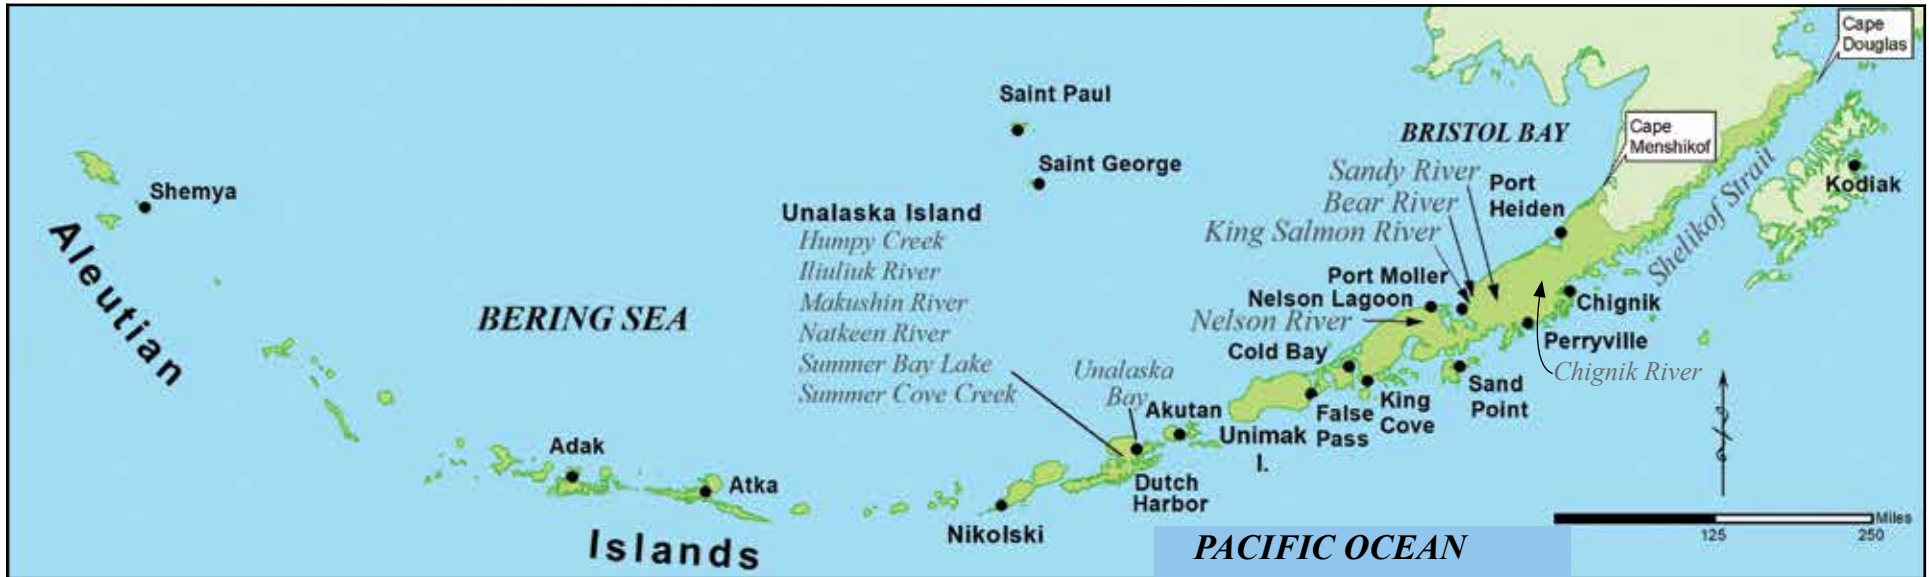 Cape
Douglas
Saint Paul
BRISTOL BAY
Cape
Menshikof
Saint George
Sandy River
Port
Heiden
Kodiak
Shemya
Bear River
Shelikof Strait
Unalaska Island
King Salmon River
Humpy Creek
Iliuliuk River
Makushin River
Natkeen River
Summer Bay Lake
Summer Cove Creek
Port Moller
Nelson Lagoon
Chignik
Nelson River
Aleutian
BERING SEA
Perryville
Cold Bay
Chignik River
Unalaska
Bay
Sand
Point
King
Cove
Akutan
False
Pass
Unimak
I.
Adak
Atka
Dutch
Harbor
Nikolski
Islands
PACIFIC OCEAN
Miles
125
250